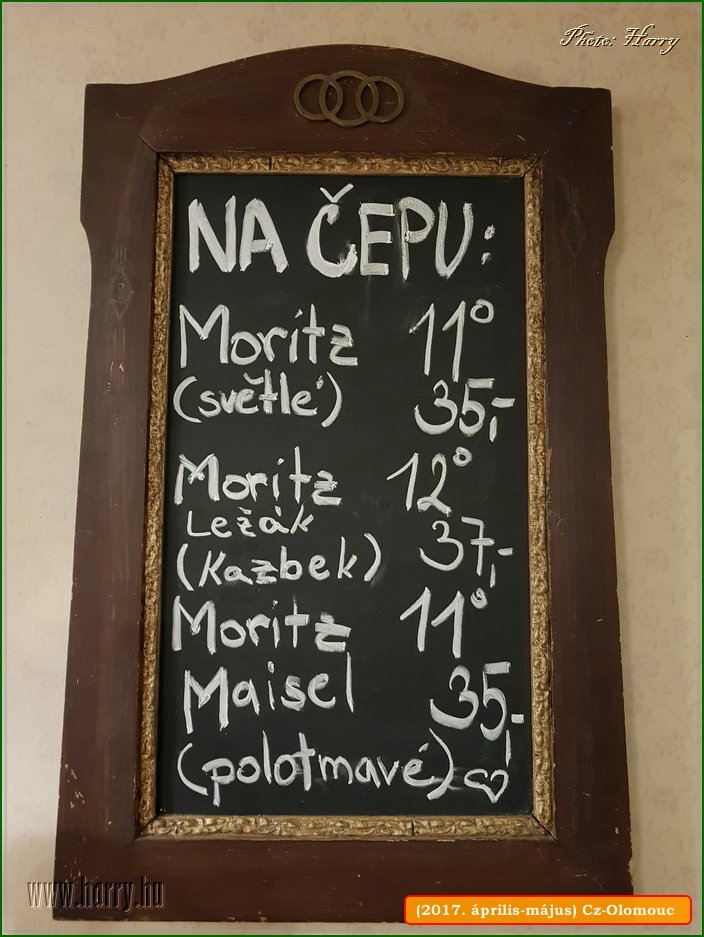 Photo: Harry
NA ČEPU:
Moritz 11°
(světlé) 35,-
Moritz 12°
Ležák
(Kazbek) 37,-
Moritz 11°
Maisel 35,-
(polotmavé)
www.harry.hu
(2017. április-május) Cz-Olomouc